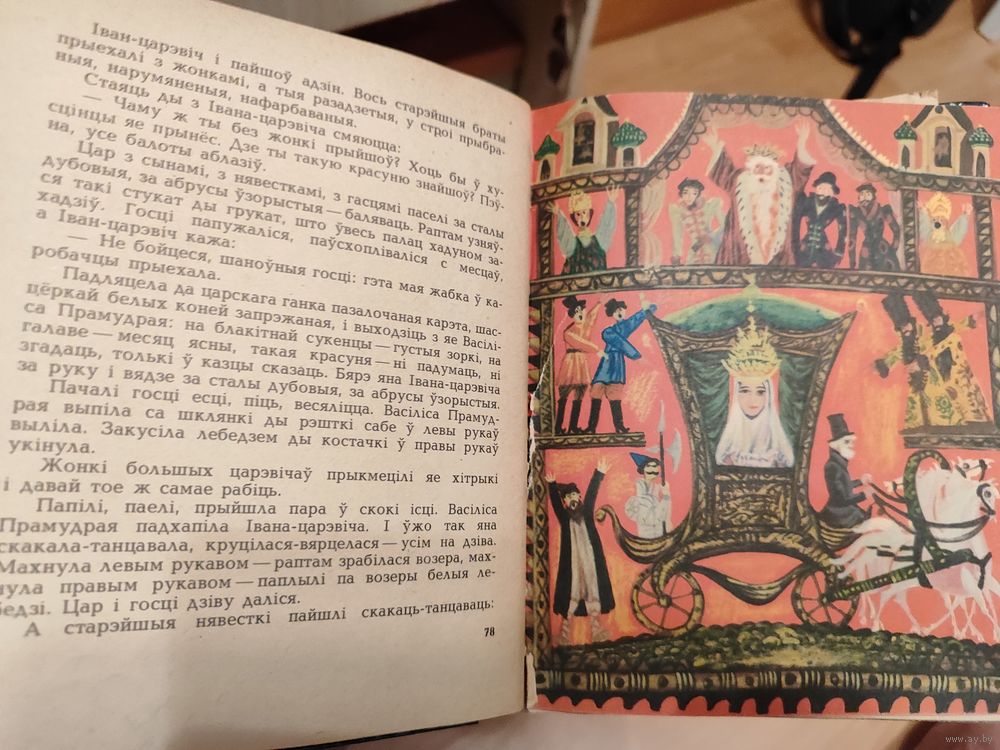 Іван-царэвіч і пайшоў адзін. Вось старэйшыя браты
прыехалі з жонкамі, а тыя разадзетыя, у строі прыбра-
ныя, нарумяненыя, нафарбаваныя.
Стаяць ды з Івана-царэвіча смяюцца:
— Чаму ж ты без жонкі прыйшоў? Хоць бы ў ху-
сцінцы яе прынёс. Дзе ты такую красуню знайшоў? Пэў-
на, усе балоты аблазіў.
Цар з сынамі, з нявесткамі, з гасцямі паселі за сталы
дубовыя, за абрусы ўзорыстыя — баляваць. Раптам узняў-
ся такі стукат ды грукат, што ўвесь палац хадуном за-
хадзіў. Госці папужаліся, паўсхопліваліся с месцаў,
а Іван-царэвіч кажа:
— Не бойцеся, шаноўныя госці: гэта мая жабка ў ка-
робачцы прыехала.
Падляцела да царскага ганка пазалочаная карэта, шас-
цёркай белых коней запрэжаная, і выходзіць з яе Васілі-
са Прамудрая: на блакітнай сукенцы — густыя зоркі, на
галаве — месяц ясны, такая красуня — ні падумаць, ні
згадаць, толькі ў казцы сказаць. Бярэ яна Івана-царэвіча
за руку і вядзе за сталы дубовыя, за абрусы ўзорыстыя.
Пачалі госці есці, піць, весяліцца. Васіліса Прамуд-
рая выпіла са шклянкі ды рэшткі сабе ў левы рукаў
выліла. Закусіла лебедзем ды костачкі ў правы рукаў
укінула.
Жонкі большых царэвічаў прыкмецілі яе хітрыкі
і давай тое ж самае рабіць.
Папілі, паелі, прыйшла пара ў скокі ісці. Васіліса
Прамудрая падхапіла Івана-царэвіча. І ўжо так яна
скакала-танцавала, круцілася-вярцелася — усім на дзіва.
Махнула левым рукавом — раптам зрабілася возера, мах-
нула правым рукавом — паплылі па возеры белыя ле-
бедзі. Цар і госці дзіву даліся.
А старэйшыя нявесткі пайшлі скакаць-танцаваць:
78
www.ay.by